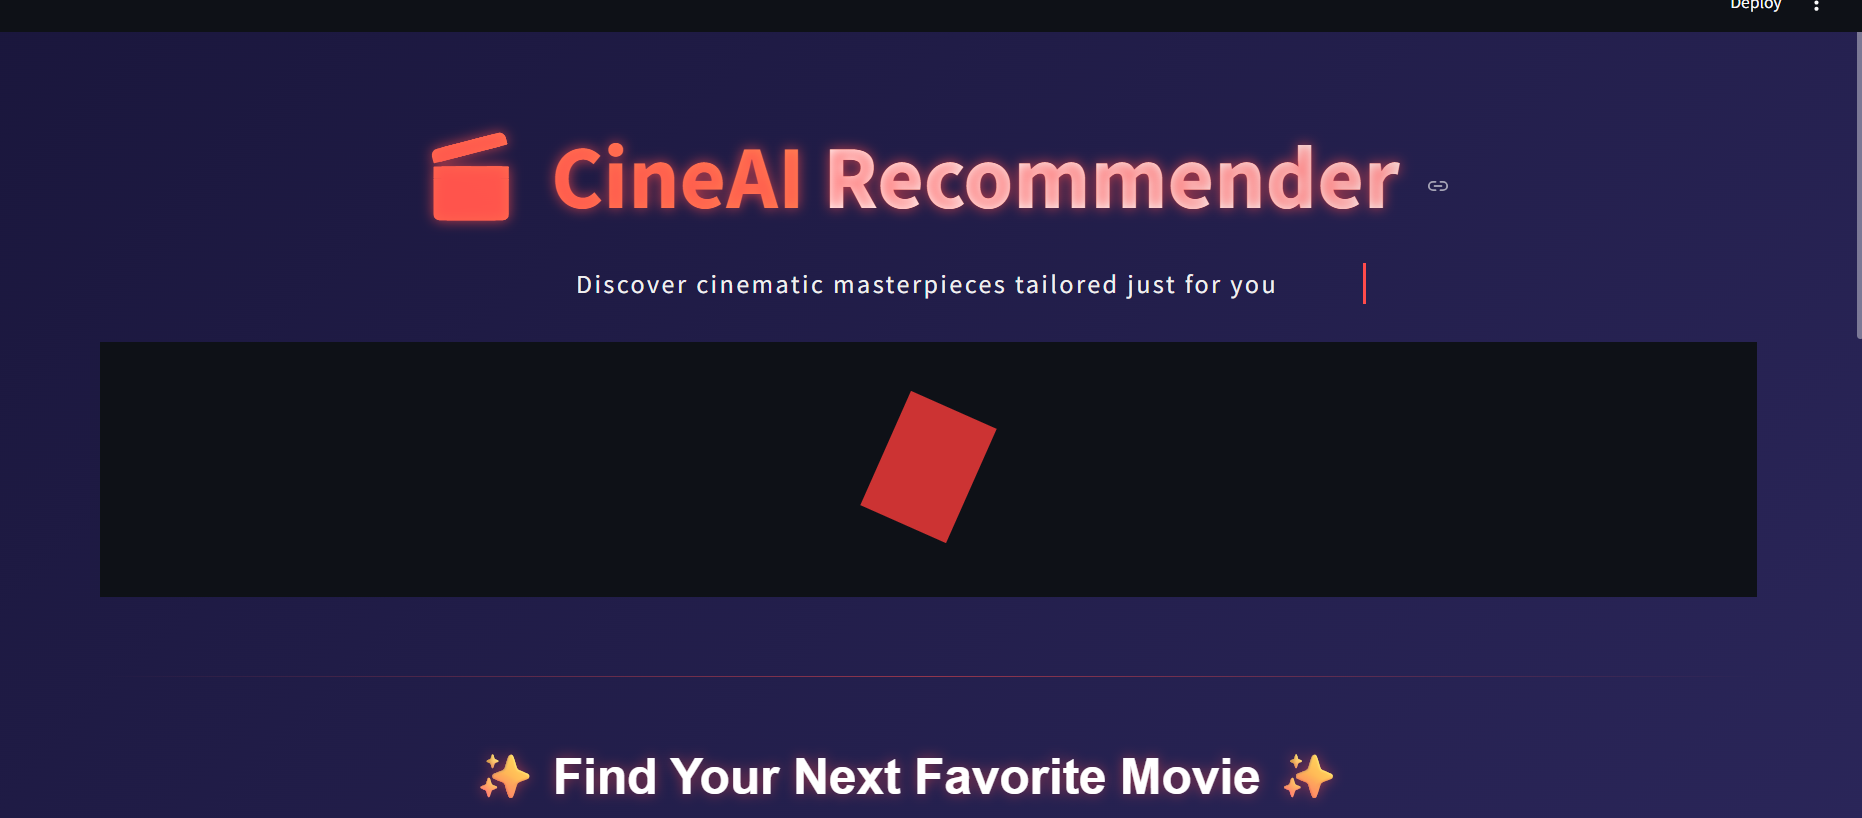 Deploy
CineAI Recommender
Discover cinematic masterpieces tailored just for you
✨ Find Your Next Favorite Movie ✨